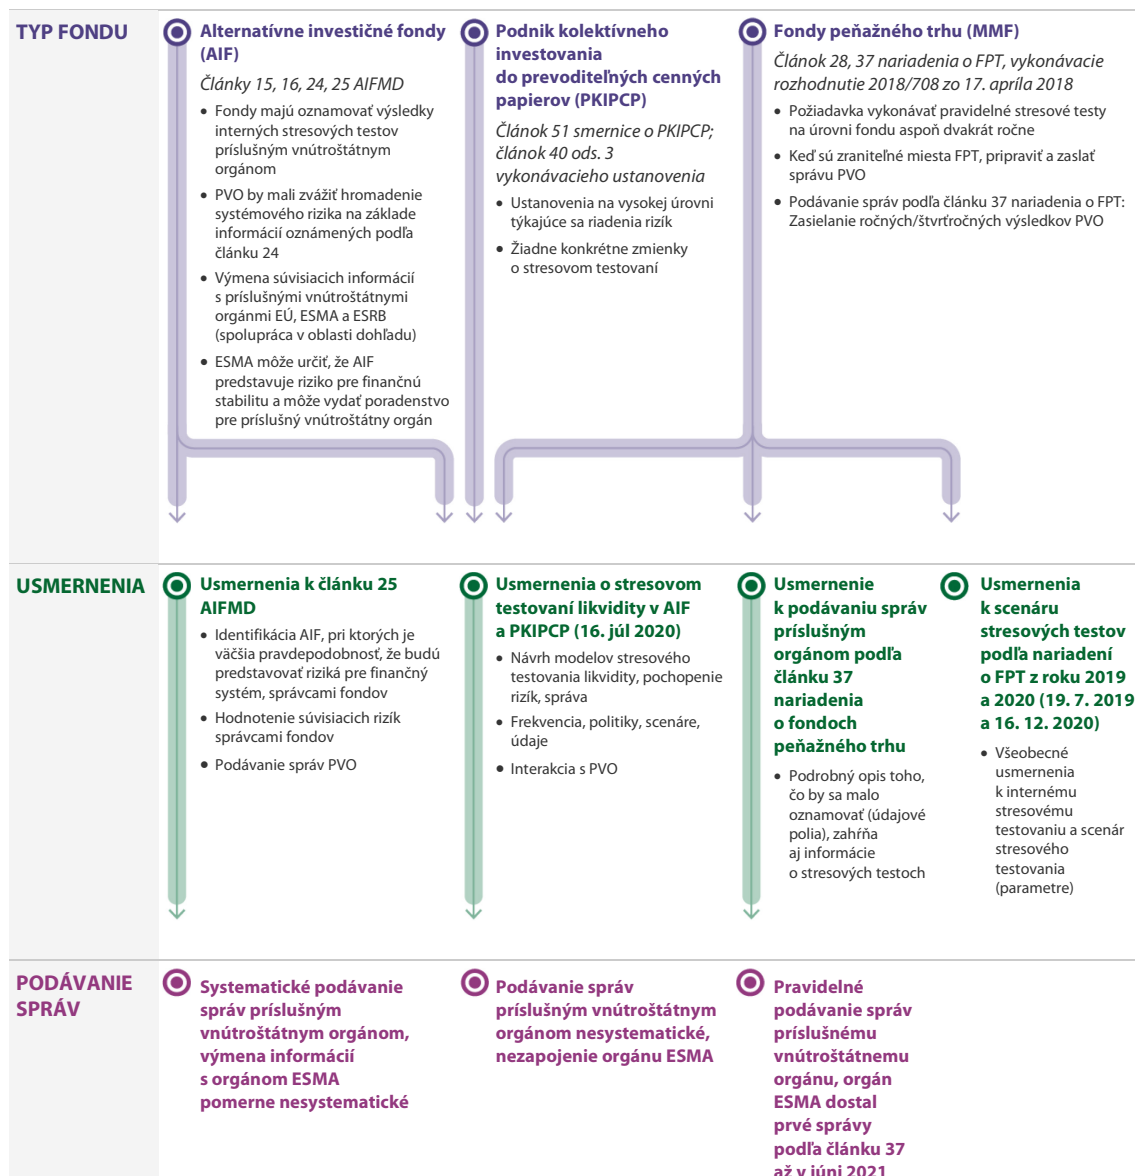 TYP FONDU
Alternatívne investičné fondy
(AIF)
Články 15, 16, 24, 25 AIFMD
• Fondy majú oznamovať výsledky
interných stresových testov
príslušným vnútroštátnym
orgánom
• PVO by mali zvážiť hromadenie
systémového rizika na základe
informácií oznámených podľa
článku 24
• Výmena súvisiacich informácií
s príslušnými vnútroštátnymi
orgánmi EÚ, ESMA a ESRB
(spolupráca v oblasti dohľadu)
• ESMA môže určiť, že AIF
predstavuje riziko pre finančnú
stabilitu a môže vydať poradenstvo
pre príslušný vnútroštátny orgán
Podnik kolektívneho
investovania
do prevoditeľných cenných
papierov (PKIPCP)
Článok 51 smernice o PKIPCP;
článok 40 ods. 3
vykonávacieho ustanovenia
• Ustanovenia na vysokej úrovni
týkajúce sa riadenia rizík
• Žiadne konkrétne zmienky
o stresovom testovaní
Fondy peňažného trhu (MMF)
Článok 28, 37 nariadenia o FPT, vykonávacie
rozhodnutie 2018/708 zo 17. apríla 2018
• Požiadavka vykonávať pravidelné stresové testy
na úrovni fondu aspoň dvakrát ročne
• Keď sú zraniteľné miesta FPT, pripraviť a zaslať
správu PVO
• Podávanie správ podľa článku 37 nariadenia o FPT:
Zasielanie ročných/štvrťročných výsledkov PVO
USMERNENIA
Usmernenia k článku 25
AIFMD
• Identifikácia AIF, pri ktorých je
väčšia pravdepodobnosť, že budú
predstavovať riziká pre finančný
systém, správcami fondov
• Hodnotenie súvisiacich rizík
správcami fondov
• Podávanie správ PVO
Usmernenia o stresovom
testovaní likvidity v AIF
a PKIPCP (16. júl 2020)
• Návrh modelov stresového
testovania likvidity, pochopenie
rizík, správa
• Frekvencia, politiky, scenáre,
údaje
• Interakcia s PVO
Usmernenie
k podávaniu správ
príslušným
orgánom podľa
článku 37
nariadenia
o fondoch
peňažného trhu
• Podrobný opis toho,
čo by sa malo
oznamovať (údajové
polia), zahŕňa
aj informácie
o stresových testoch
Usmernenia
k scenáru
stresových testov
podľa nariadení
o FPT z roku 2019
a 2020 (19. 7. 2019
a 16. 12. 2020)
• Všeobecné
usmernenia
k internému
stresovému
testovaniu a scenár
stresového
testovania
(parametre)
PODÁVANIE
SPRÁV
Systematické podávanie
správ príslušným
vnútroštátnym orgánom,
výmena informácií
s orgánom ESMA
pomerne nesystematické
Podávanie správ
príslušným vnútroštátnym
orgánom nesystematické,
nezapojenie orgánu ESMA
Pravidelné
podávanie správ
príslušnému
vnútroštátnemu
orgánu, orgán
ESMA dostal
prvé správy
podľa článku 37
až v júni 2021